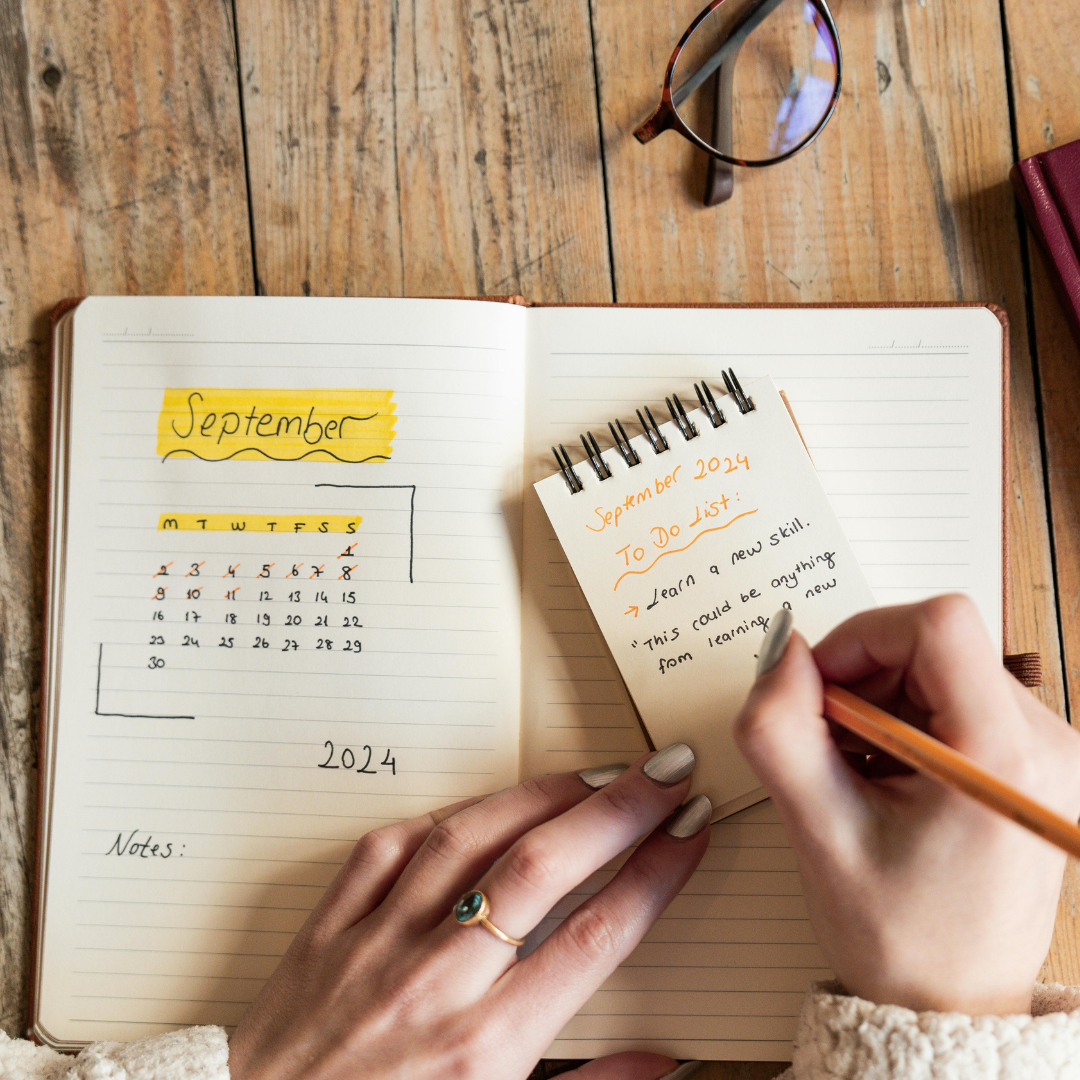 September
M T W T F S S
1
2 3 4 5 6 7 8
9 10 11 12 13 14 15
16 17 18 19 20 21 22
23 24 25 26 27 28 29
30
2024
Notes:
September 2024
To Do List:
→ Learn a new skill.
"This could be anything
from learning a new